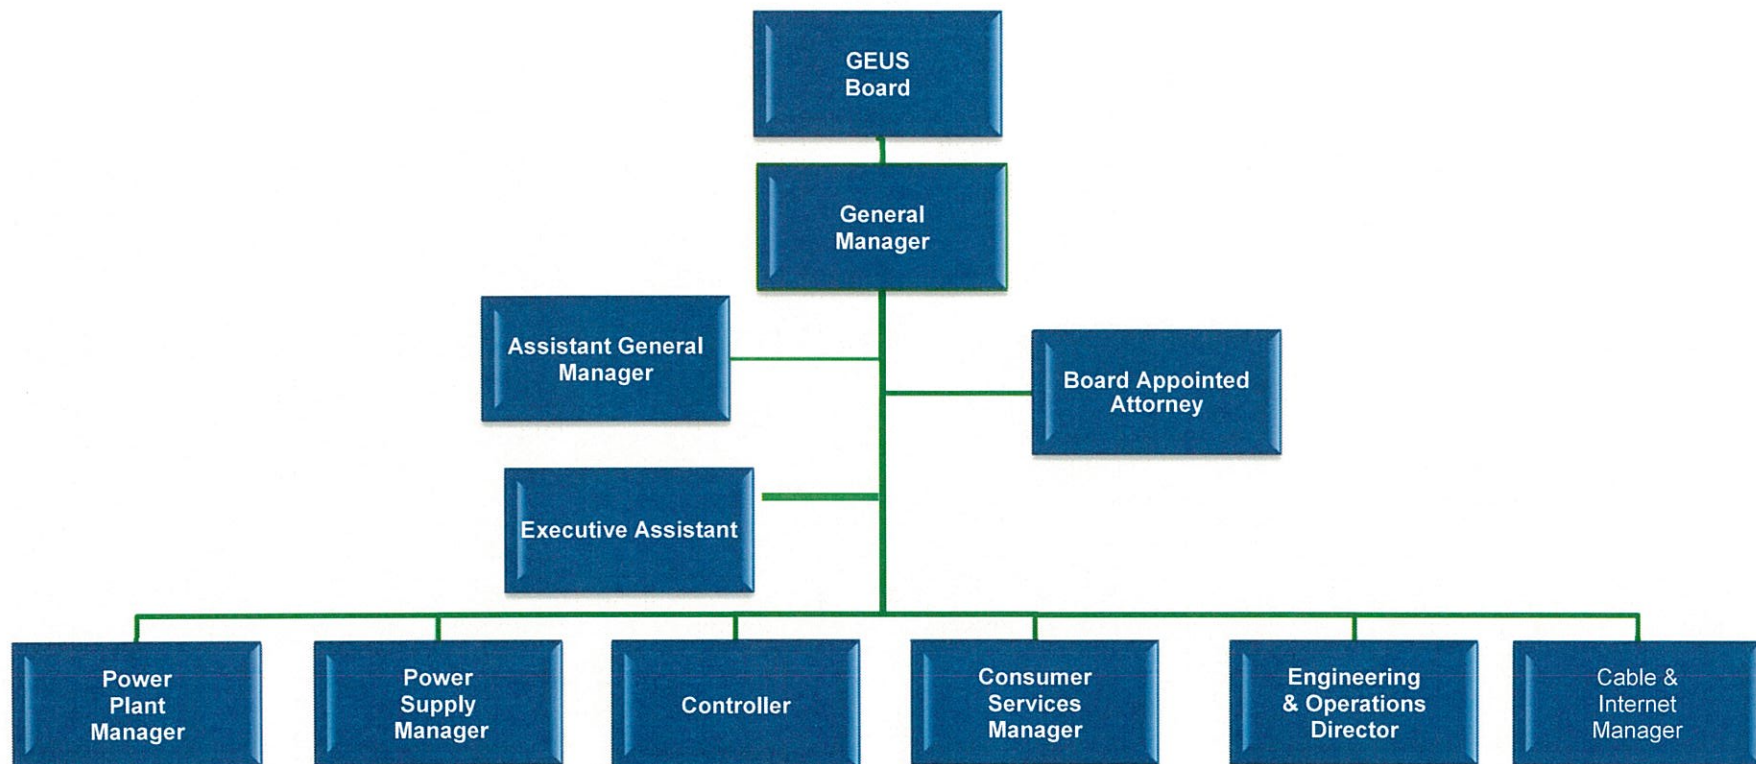 GEUS
Board
General
Manager
Assistant General
Manager
Board Appointed
Attorney
Executive Assistant
Power
Plant
Manager
Power
Supply
Manager
Controller
Consumer
Services
Manager
Engineering
& Operations
Director
Cable &
Internet
Manager